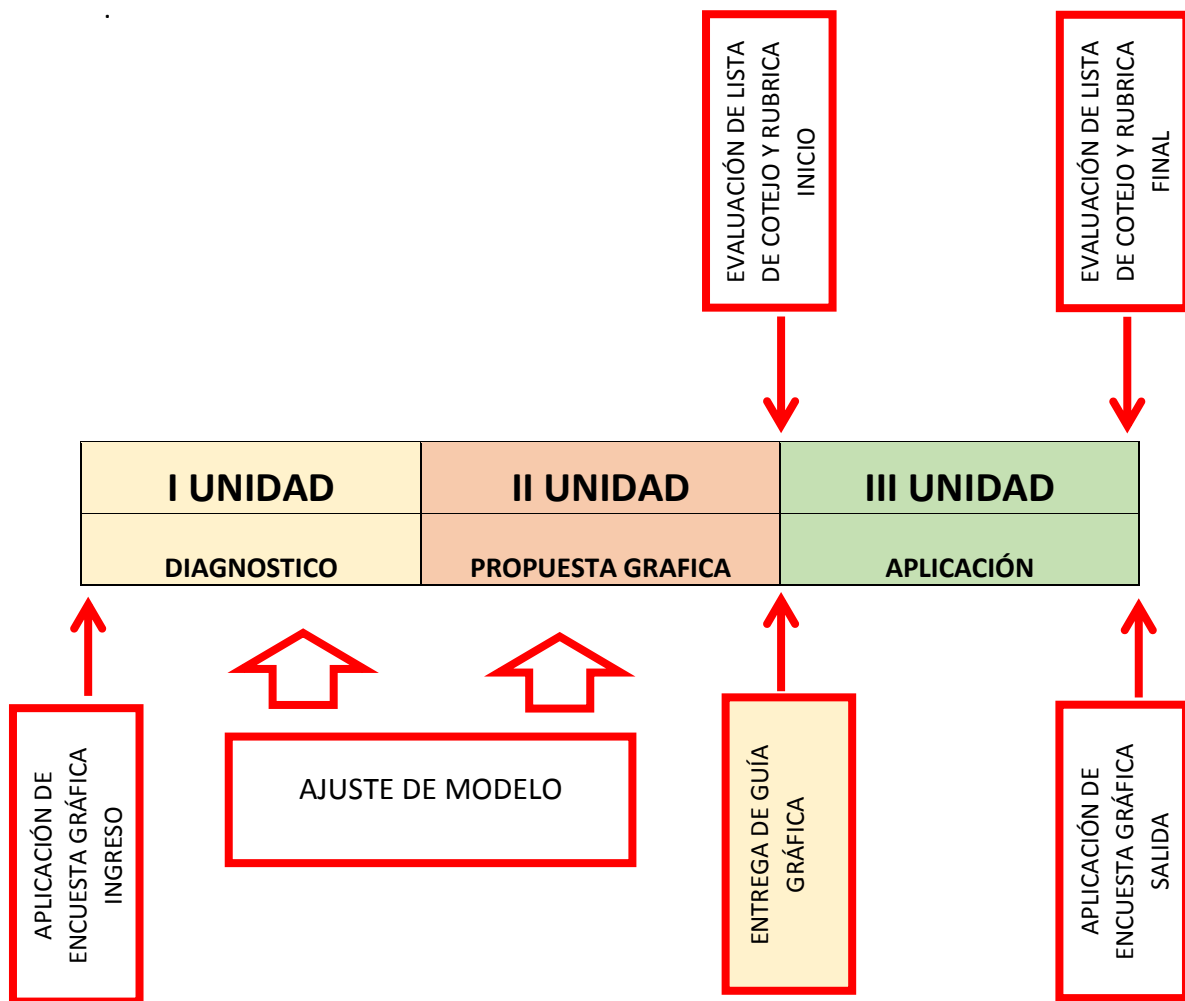 .
EVALUACIÓN DE LISTA
DE COTEJO Y RUBRICA
INICIO
EVALUACIÓN DE LISTA
DE COTEJO Y RUBRICA
FINAL
I UNIDAD
II UNIDAD
III UNIDAD
DIAGNOSTICO
PROPUESTA GRAFICA
APLICACIÓN
APLICACIÓN DE
ENCUESTA GRÁFICA
INGRESO
AJUSTE DE MODELO
ENTREGA DE GUÍA
GRÁFICA
APLICACIÓN DE
ENCUESTA GRÁFICA
SALIDA